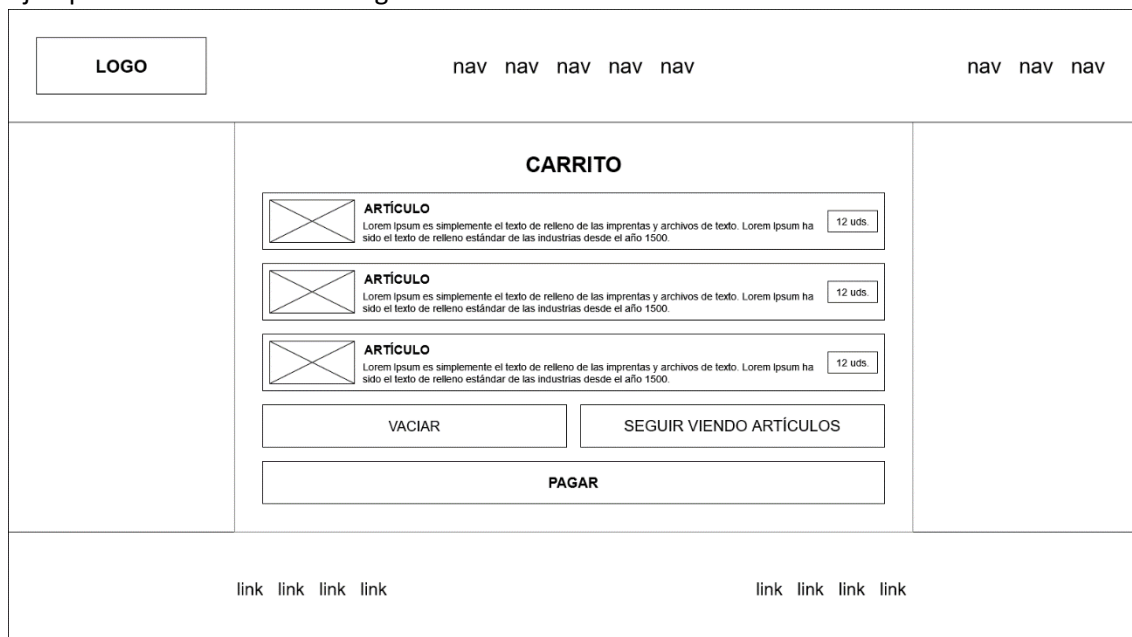 LOGO
nav nav nav nav nav
nav nav nav
CARRITO
ARTÍCULO
Lorem Ipsum es simplemente el texto de relleno de las imprentas y archivos de texto. Lorem Ipsum ha
sido el texto de relleno estándar de las industrias desde el año 1500.
12 uds.
ARTÍCULO
Lorem Ipsum es simplemente el texto de relleno de las imprentas y archivos de texto. Lorem Ipsum ha
sido el texto de relleno estándar de las industrias desde el año 1500.
12 uds.
ARTÍCULO
Lorem Ipsum es simplemente el texto de relleno de las imprentas y archivos de texto. Lorem Ipsum ha
sido el texto de relleno estándar de las industrias desde el año 1500.
12 uds.
VACIAR
SEGUIR VIENDO ARTÍCULOS
PAGAR
link link link link
link link link link